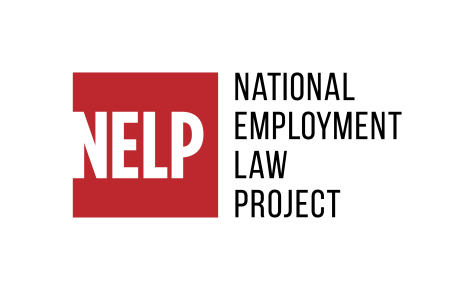 NELP
NATIONAL
EMPLOYMENT
LAW
PROJECT